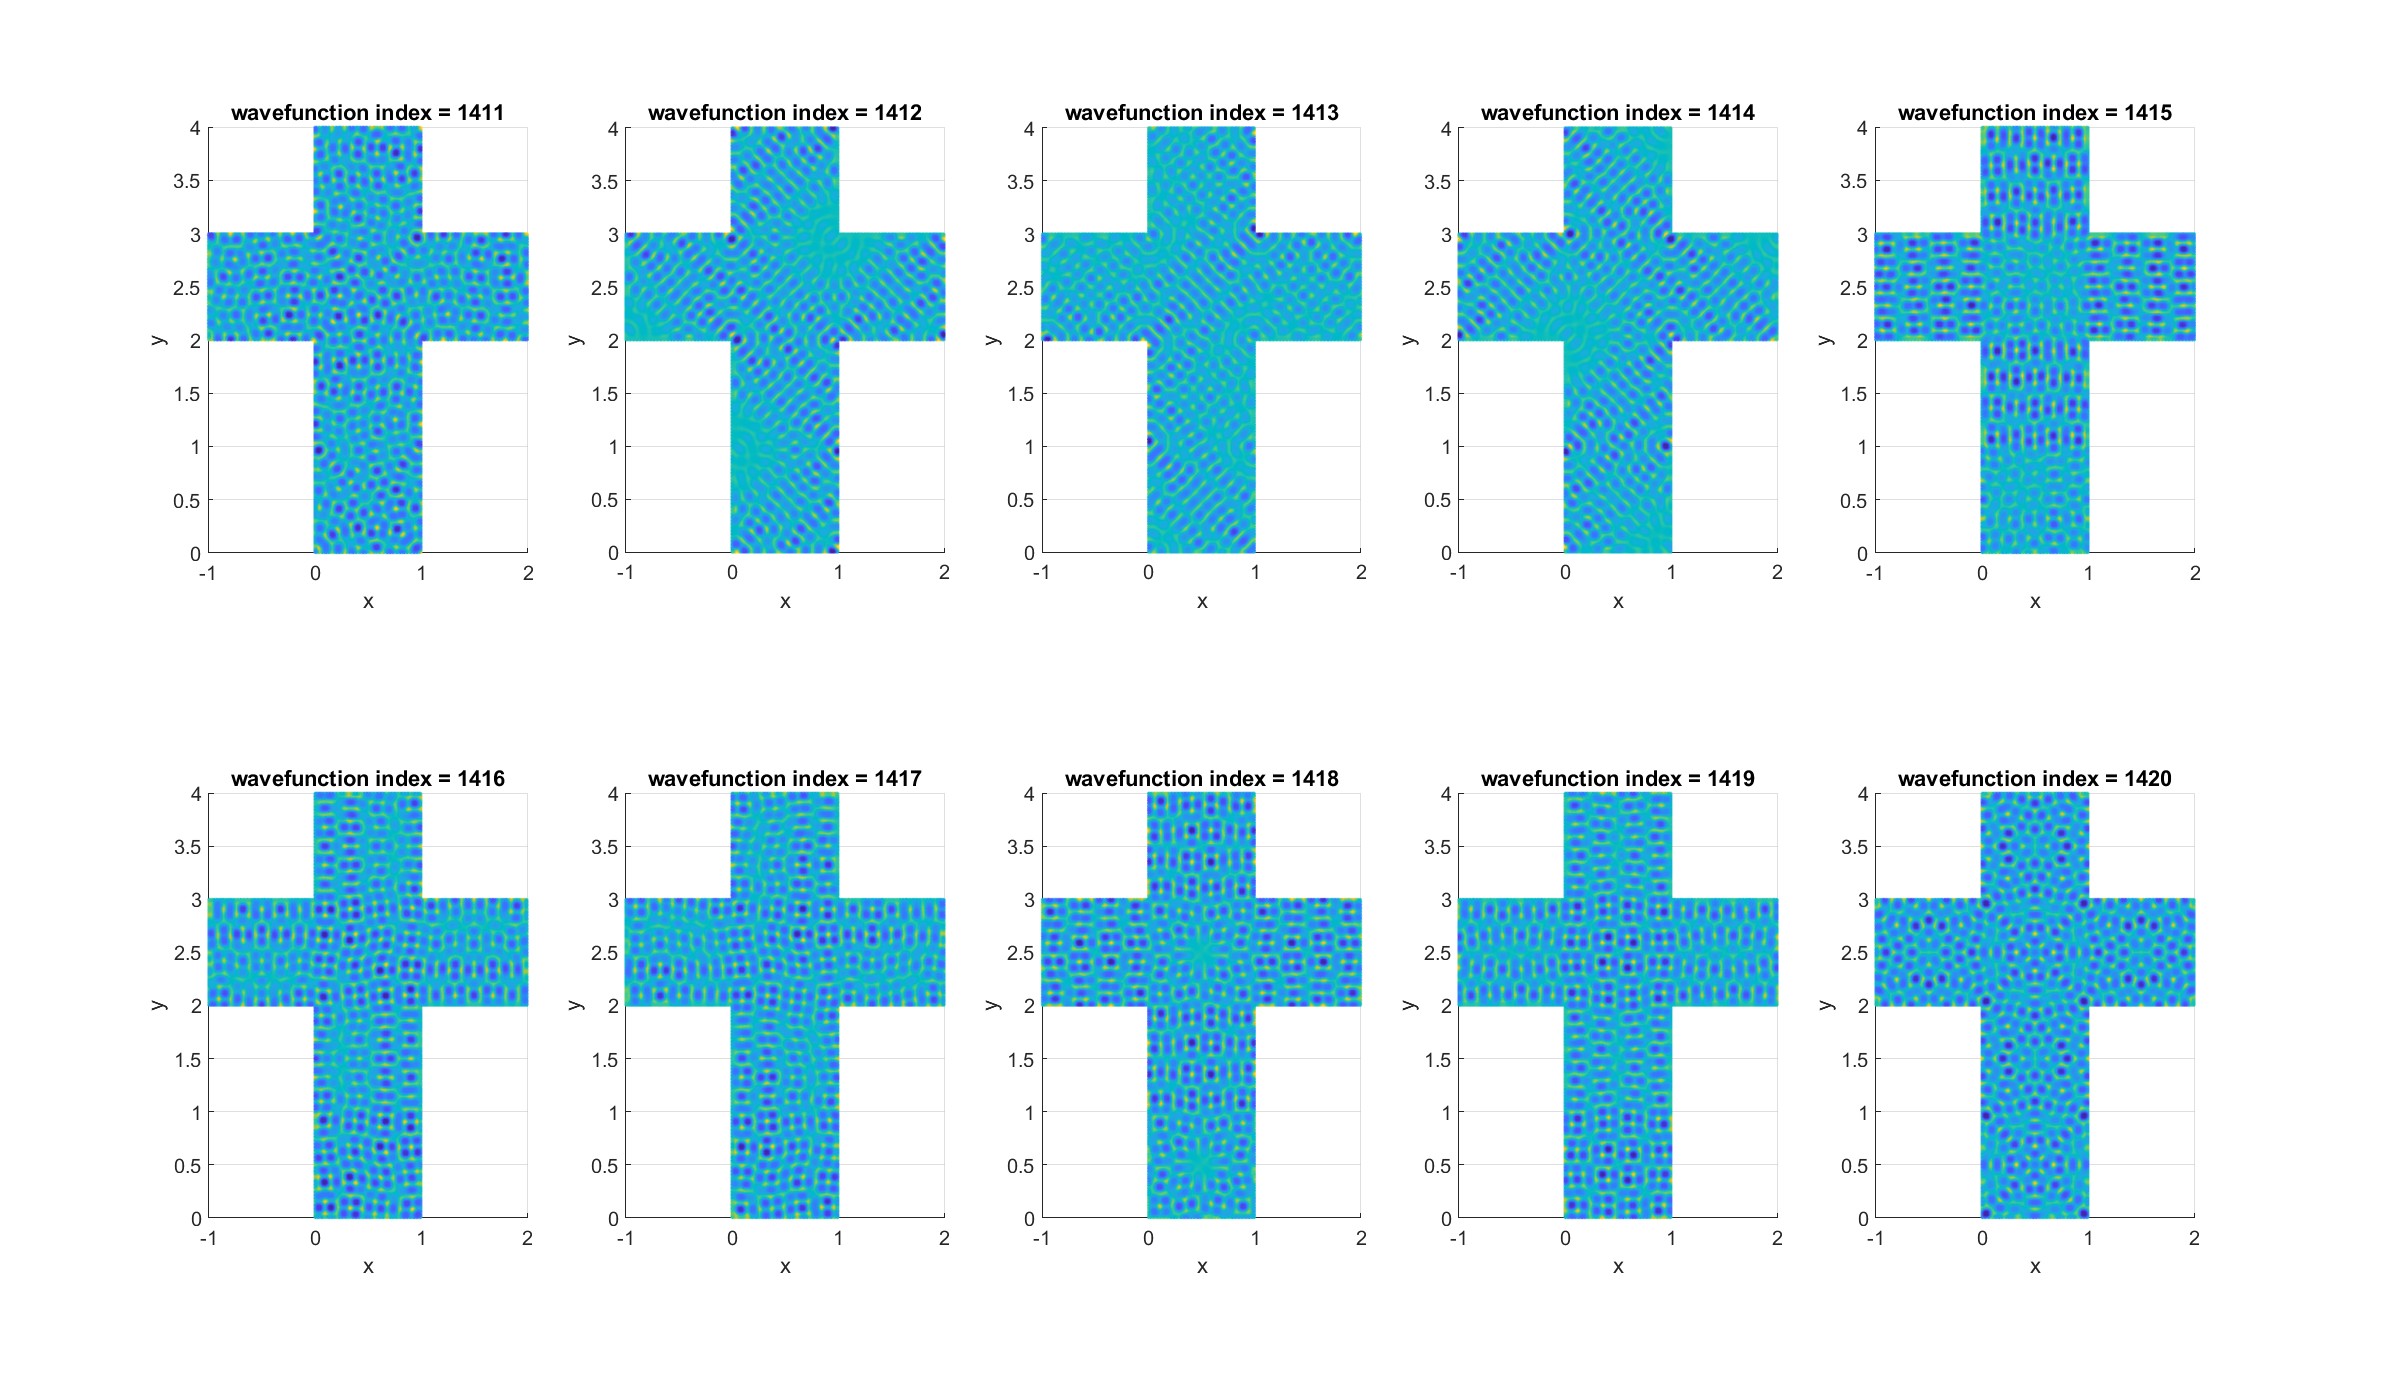 wavefunction index = 1411
wavefunction index = 1412
wavefunction index = 1413
wavefunction index = 1414
wavefunction index = 1415
4 4 4 4 4
3.5 3.5 3.5 3.5 3.5
3 3 3 3 3
2.5 2.5 2.5 2.5 2.5
y y y y y
2 2 2 2 2
1.5 1.5 1.5 1.5 1.5
1 1 1 1 1
0.5 0.5 0.5 0.5 0.5
0 0 0 0 0
-1 0 1 2 -1 0 1 2 -1 0 1 2 -1 0 1 2 -1 0 1 2
x x x x x
wavefunction index = 1416
wavefunction index = 1417
wavefunction index = 1418
wavefunction index = 1419
wavefunction index = 1420
4 4 4 4 4
3.5 3.5 3.5 3.5 3.5
3 3 3 3 3
2.5 2.5 2.5 2.5 2.5
y y y y y
2 2 2 2 2
1.5 1.5 1.5 1.5 1.5
1 1 1 1 1
0.5 0.5 0.5 0.5 0.5
0 0 0 0 0
-1 0 1 2 -1 0 1 2 -1 0 1 2 -1 0 1 2 -1 0 1 2
x x x x x